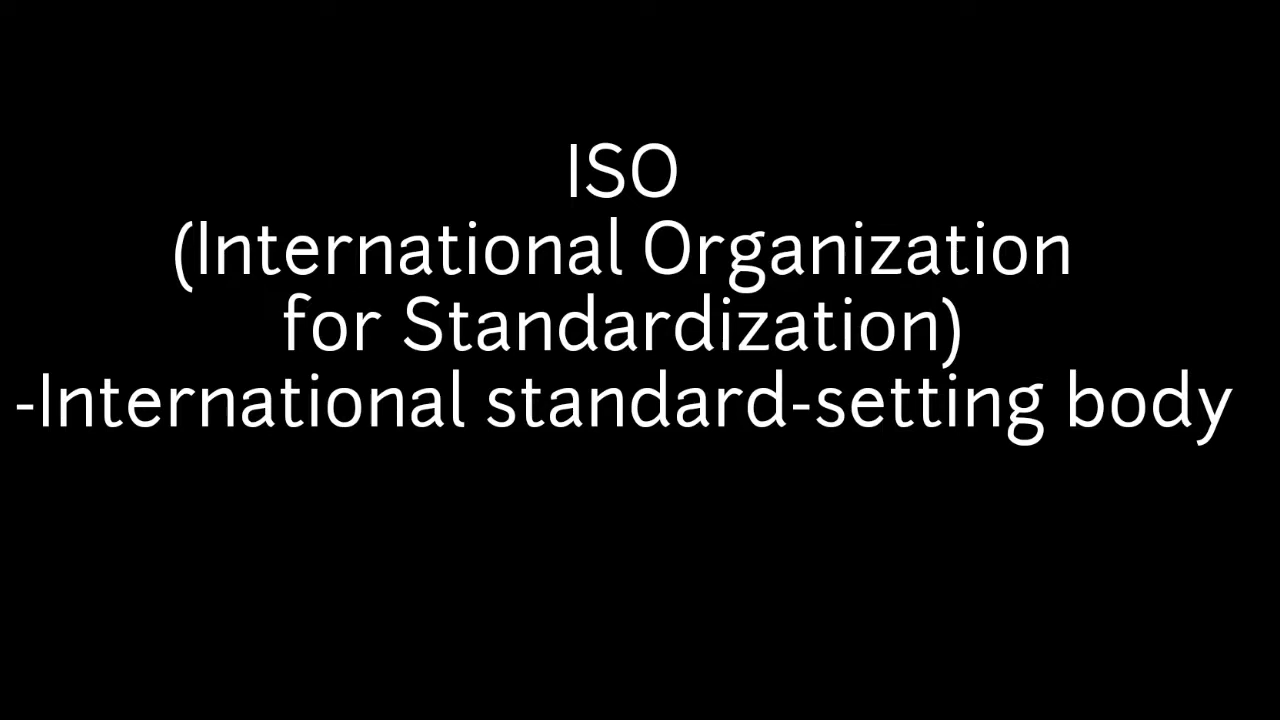 ISO
(International Organization
for Standardization)
-International standard-setting body